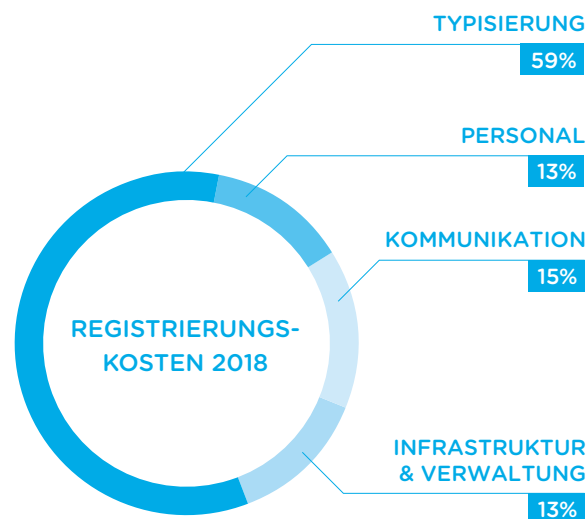 TYPISIERUNG
59%
PERSONAL
13%
KOMMUNIKATION
15%
REGISTRIERUNGS-
KOSTEN 2018
INFRASTRUKTUR
& VERWALTUNG
13%